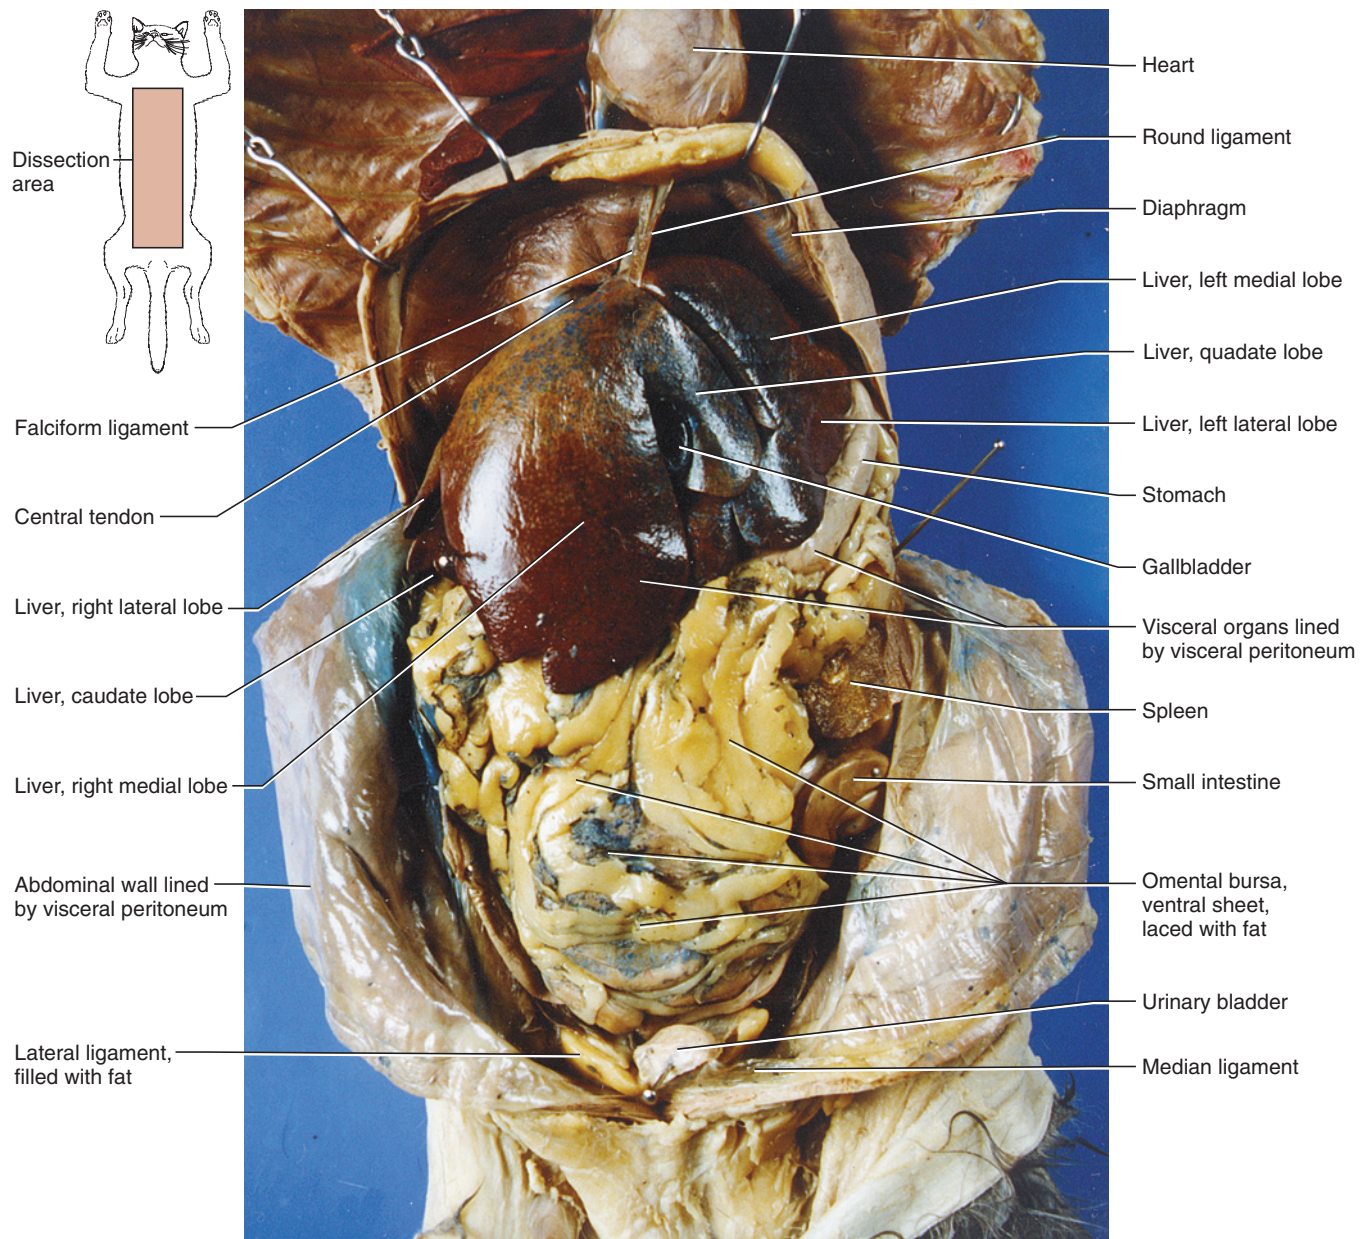 Dissection
area
Falciform ligament
Central tendon
Liver, right lateral lobe
Liver, caudate lobe
Liver, right medial lobe
Abdominal wall lined
by visceral peritoneum
Lateral ligament,
filled with fat
Heart
Round ligament
Diaphragm
Liver, left medial lobe
Liver, quadate lobe
Liver, left lateral lobe
Stomach
Gallbladder
Visceral organs lined
by visceral peritoneum
Spleen
Small intestine
Omental bursa,
ventral sheet,
laced with fat
Urinary bladder
Median ligament